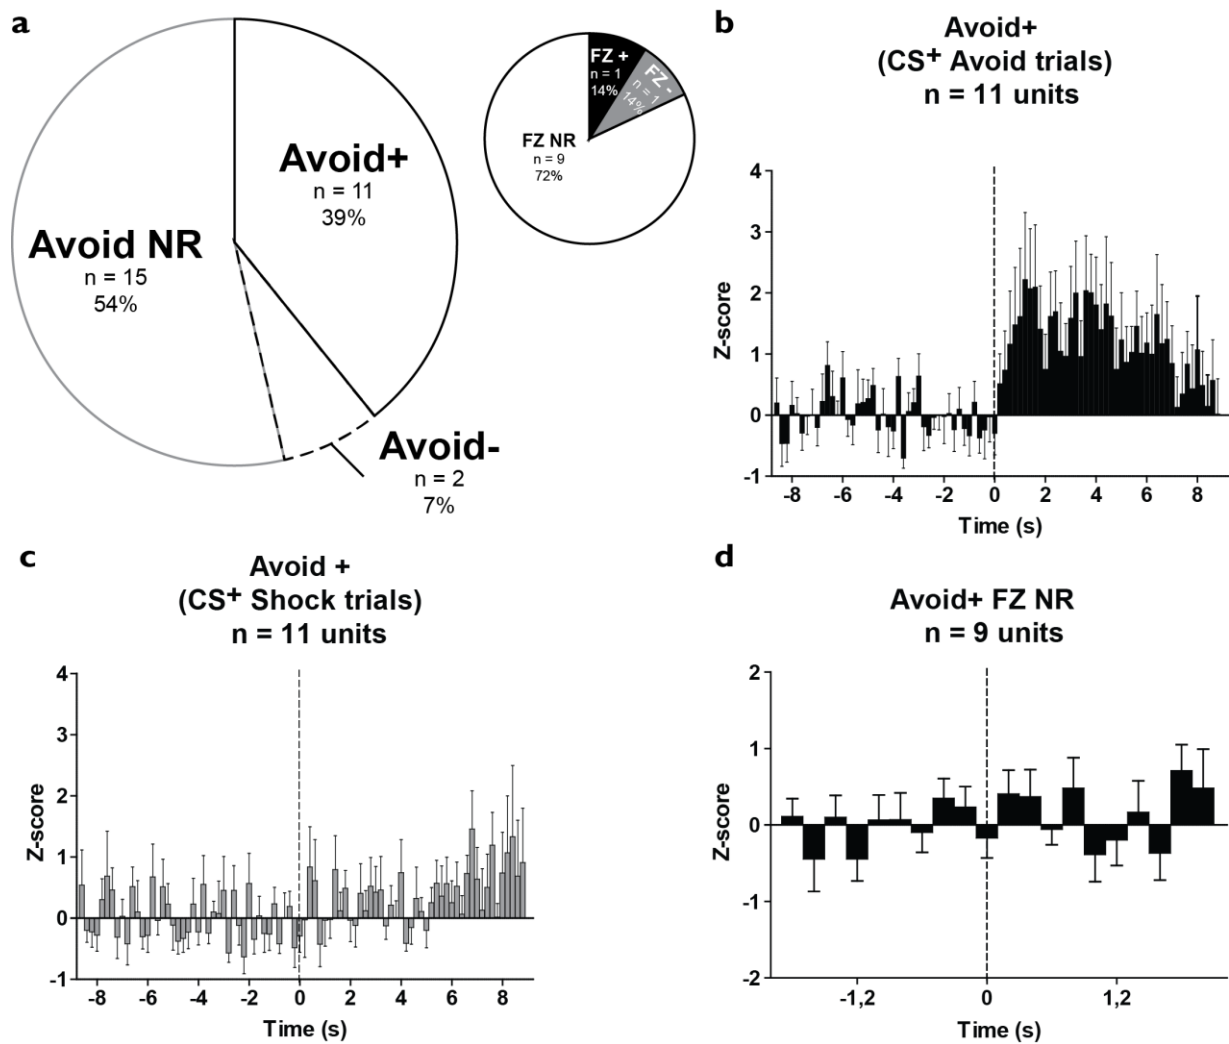 a
Avoid+
n = 11
39%
Avoid NR
n = 15
54%
Avoid-
n = 2
7%
FZ +
n = 1
14%
FZ -
n = 1
14%
FZ NR
n = 9
72%
b
Avoid+
(CS+ Avoid trials)
n = 11 units
4
3
2
1
0
-1
Z-score
-8 -6 -4 -2 0 2 4 6 8
Time (s)
c
Avoid +
(CS+ Shock trials)
n = 11 units
4
3
2
1
0
-1
Z-score
-8 -6 -4 -2 0 2 4 6 8
Time (s)
d
Avoid+ FZ NR
n = 9 units
2
1
0
-1
-2
Z-score
-1,2 0 1,2
Time (s)